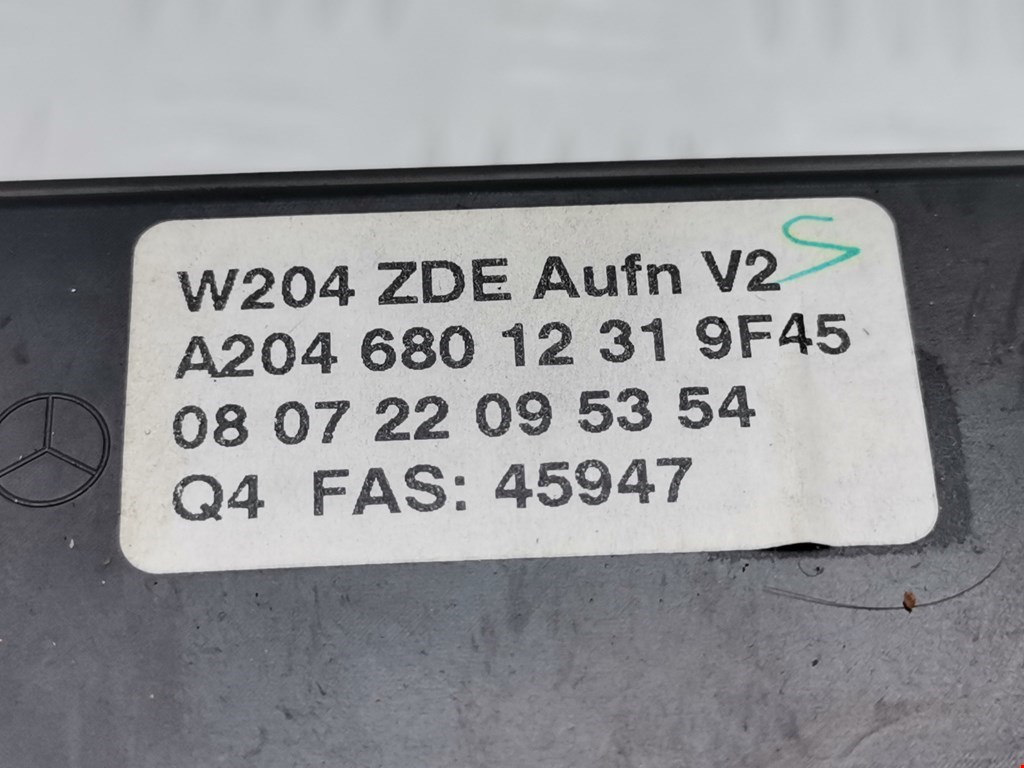 W204 ZDE Aufn V2
A204 680 12 31 9F45
08 07 22 09 53 54
Q4 FAS: 45947